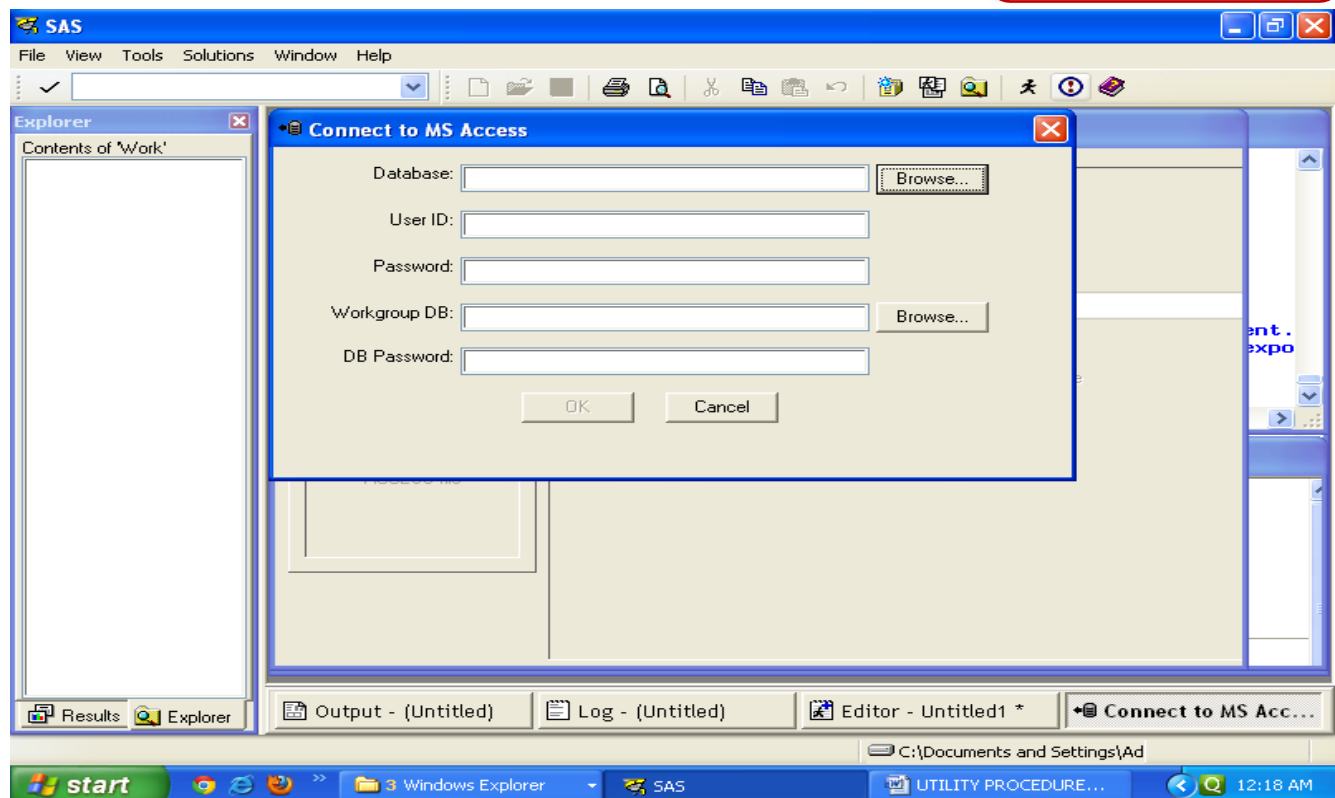 SAS
File View Tools Solutions Window Help
Explorer
Contents of 'Work'
Connect to MS Access
Database:
Browse...
User ID:
Password:
Workgroup DB:
Browse...
DB Password:
OK
Cancel
ent.
expo
Results
Explorer
Output - (Untitled)
Log - (Untitled)
Editor - Untitled1 *
Connect to MS Acc...
C:\Documents and Settings\Ad
start
3 Windows Explorer
SAS
UTILITY PROCEDURE...
12:18 AM